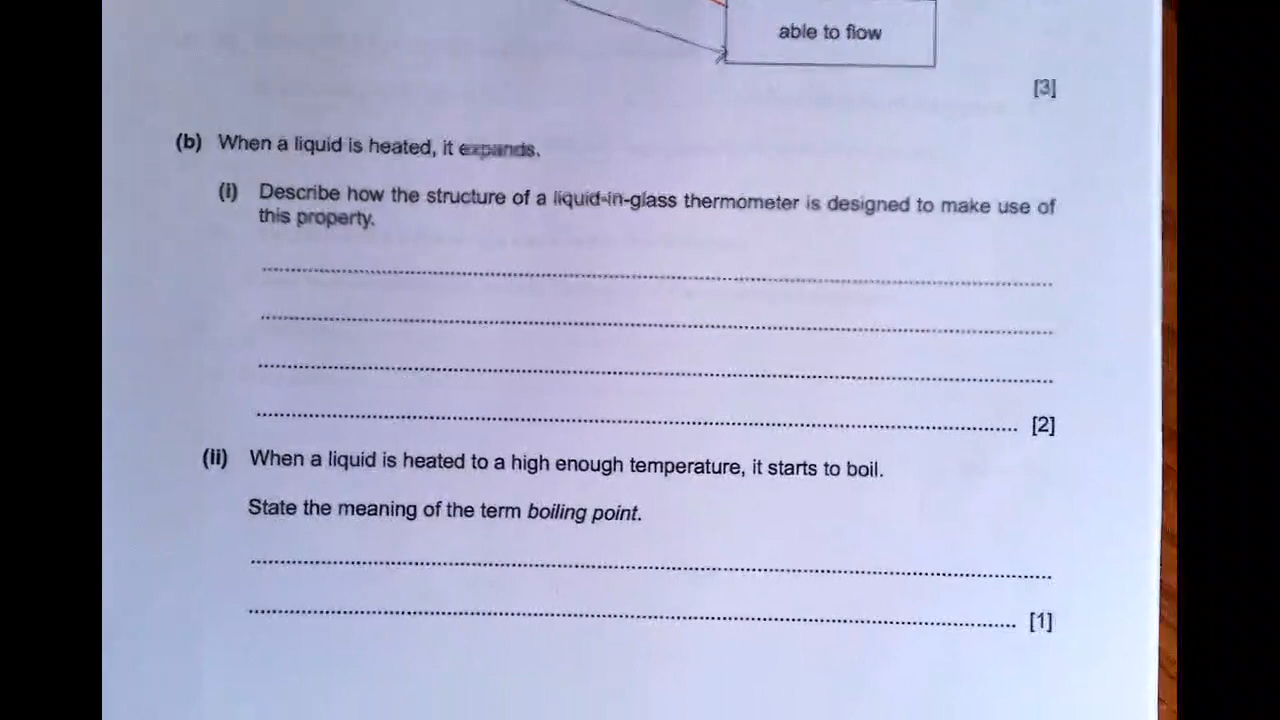 able to flow
[3]
(b) When a liquid is heated, it expands.
(i) Describe how the structure of a liquid-in-glass thermometer is designed to make use of
this property.
[2]
(ii) When a liquid is heated to a high enough temperature, it starts to boil.
State the meaning of the term boiling point.
[1]